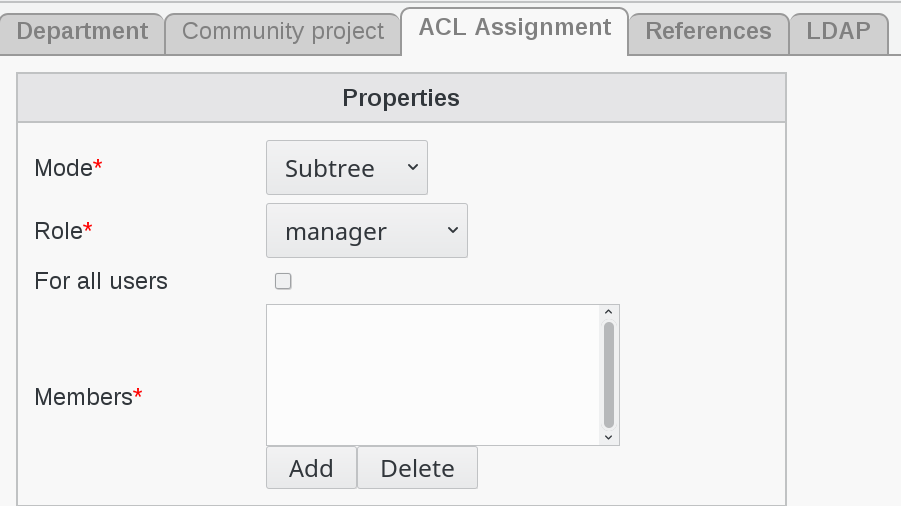 Department Community project ACL Assignment References LDAP
Properties
Mode* Subtree
Role* manager
For all users
Members*
Add Delete